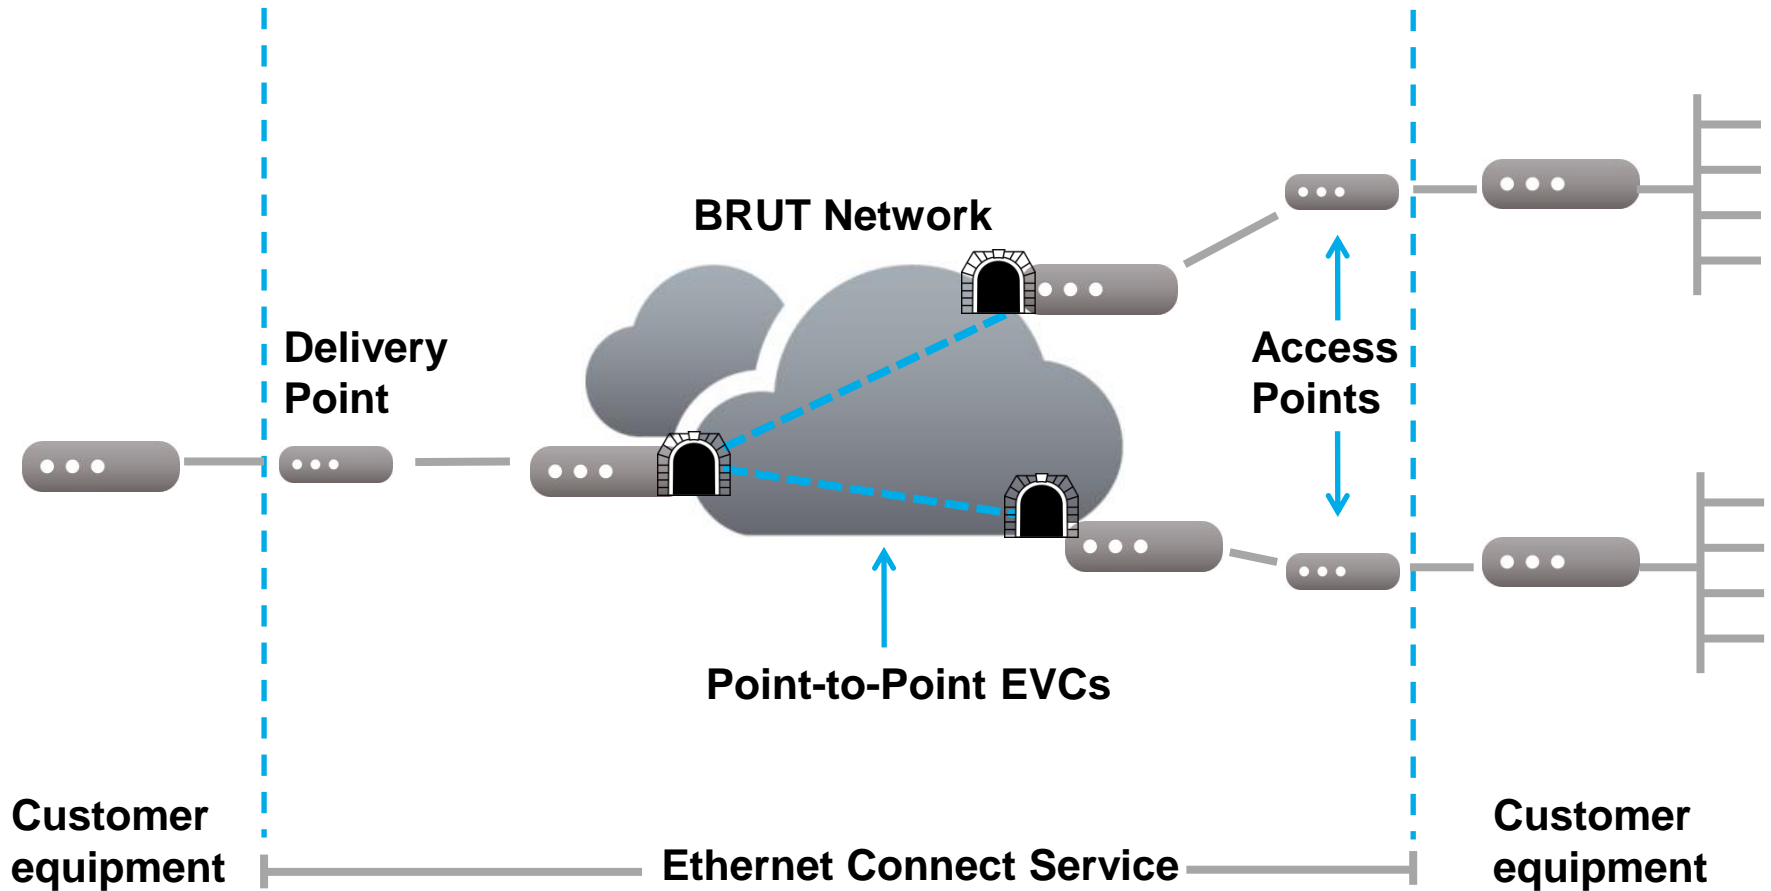 BRUT Network
Delivery
Point
Access
Points
Point-to-Point EVCs
Customer
equipment
Ethernet Connect Service
Customer
equipment